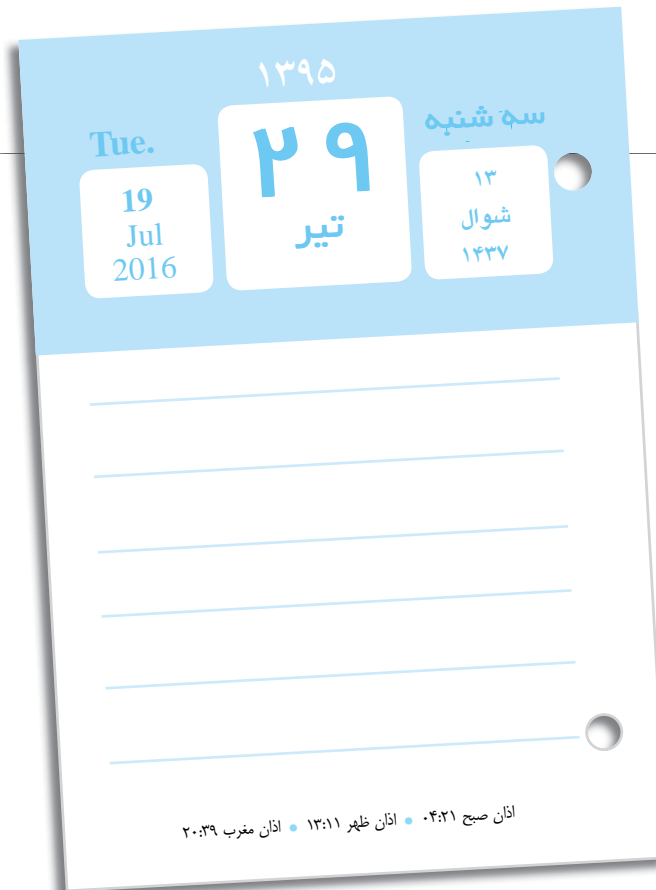 ۱۳۹۵
سه شنبه
۱۳
شوال
۱۴۳۷
۲۹
تیر
Tue.
19
Jul
2016
اذان صبح ۰۴:۲۱ • اذان ظهر ۱۳:۱۱ • اذان مغرب ۲۰:۳۹